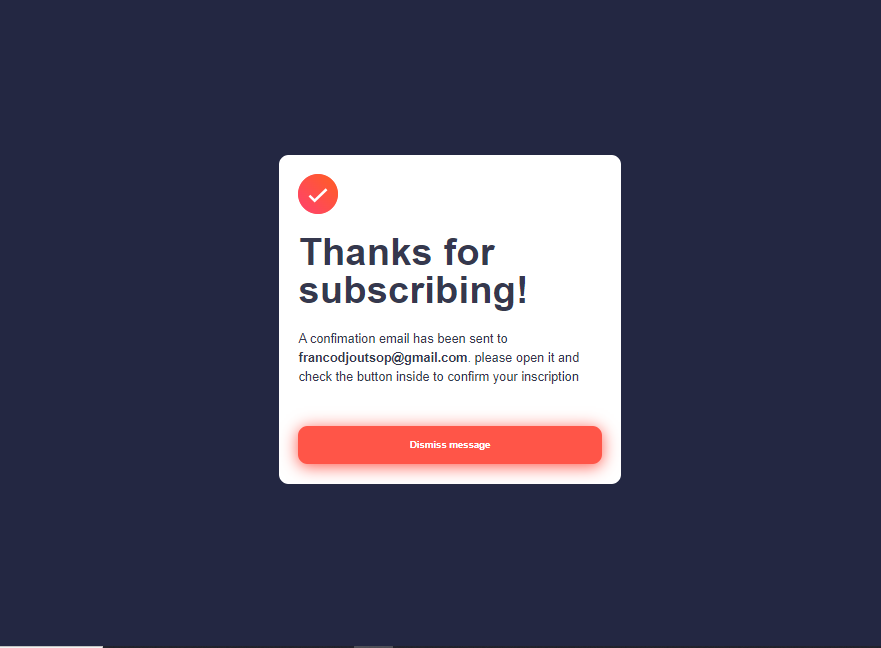 Thanks for
subscribing!
A confimation email has been sent to
francodjoutsop@gmail.com. please open it and
check the button inside to confirm your inscription
Dismiss message